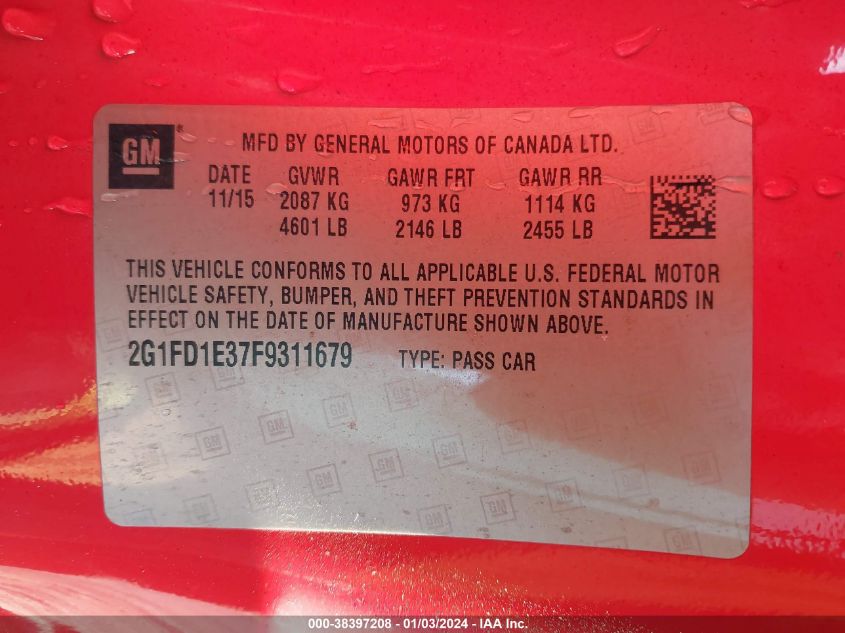 GM
MFD BY GENERAL MOTORS OF CANADA LTD.
DATE GVWR GAWR FRT GAWR RR
11/15 2087 KG 973 KG 1114 KG
4601 LB 2146 LB 2455 LB
THIS VEHICLE CONFORMS TO ALL APPLICABLE U.S. FEDERAL MOTOR
VEHICLE SAFETY, BUMPER, AND THEFT PREVENTION STANDARDS IN
EFFECT ON THE DATE OF MANUFACTURE SHOWN ABOVE.
2G1FD1E37F9311679 TYPE: PASS CAR
000-38397208 - 01/03/2024 - IAA Inc.